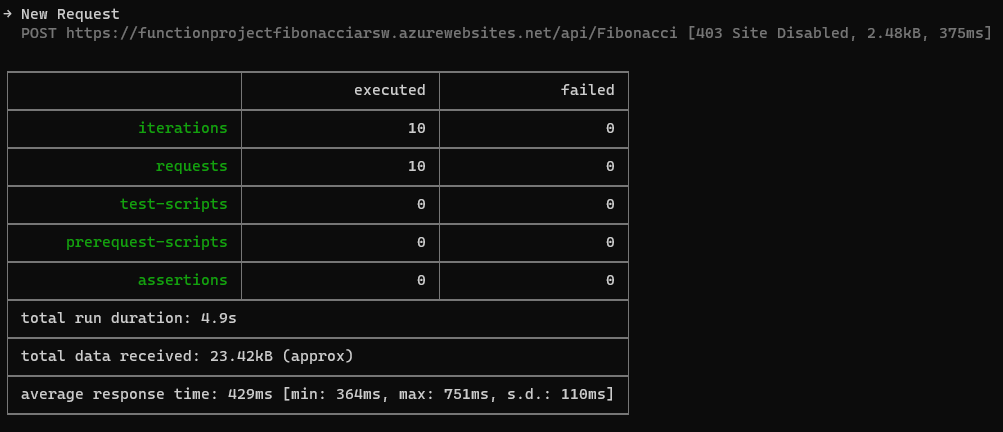 → New Request
POST https://functionprojectfibonacciarsw.azurewebsites.net/api/Fibonacci [403 Site Disabled, 2.48kB, 375ms]
executed failed
iterations 10 0
requests 10 0
test-scripts 0 0
prerequest-scripts 0 0
assertions 0 0
total run duration: 4.9s
total data received: 23.42kB (approx)
average response time: 429ms [min: 364ms, max: 751ms, s.d.: 110ms]